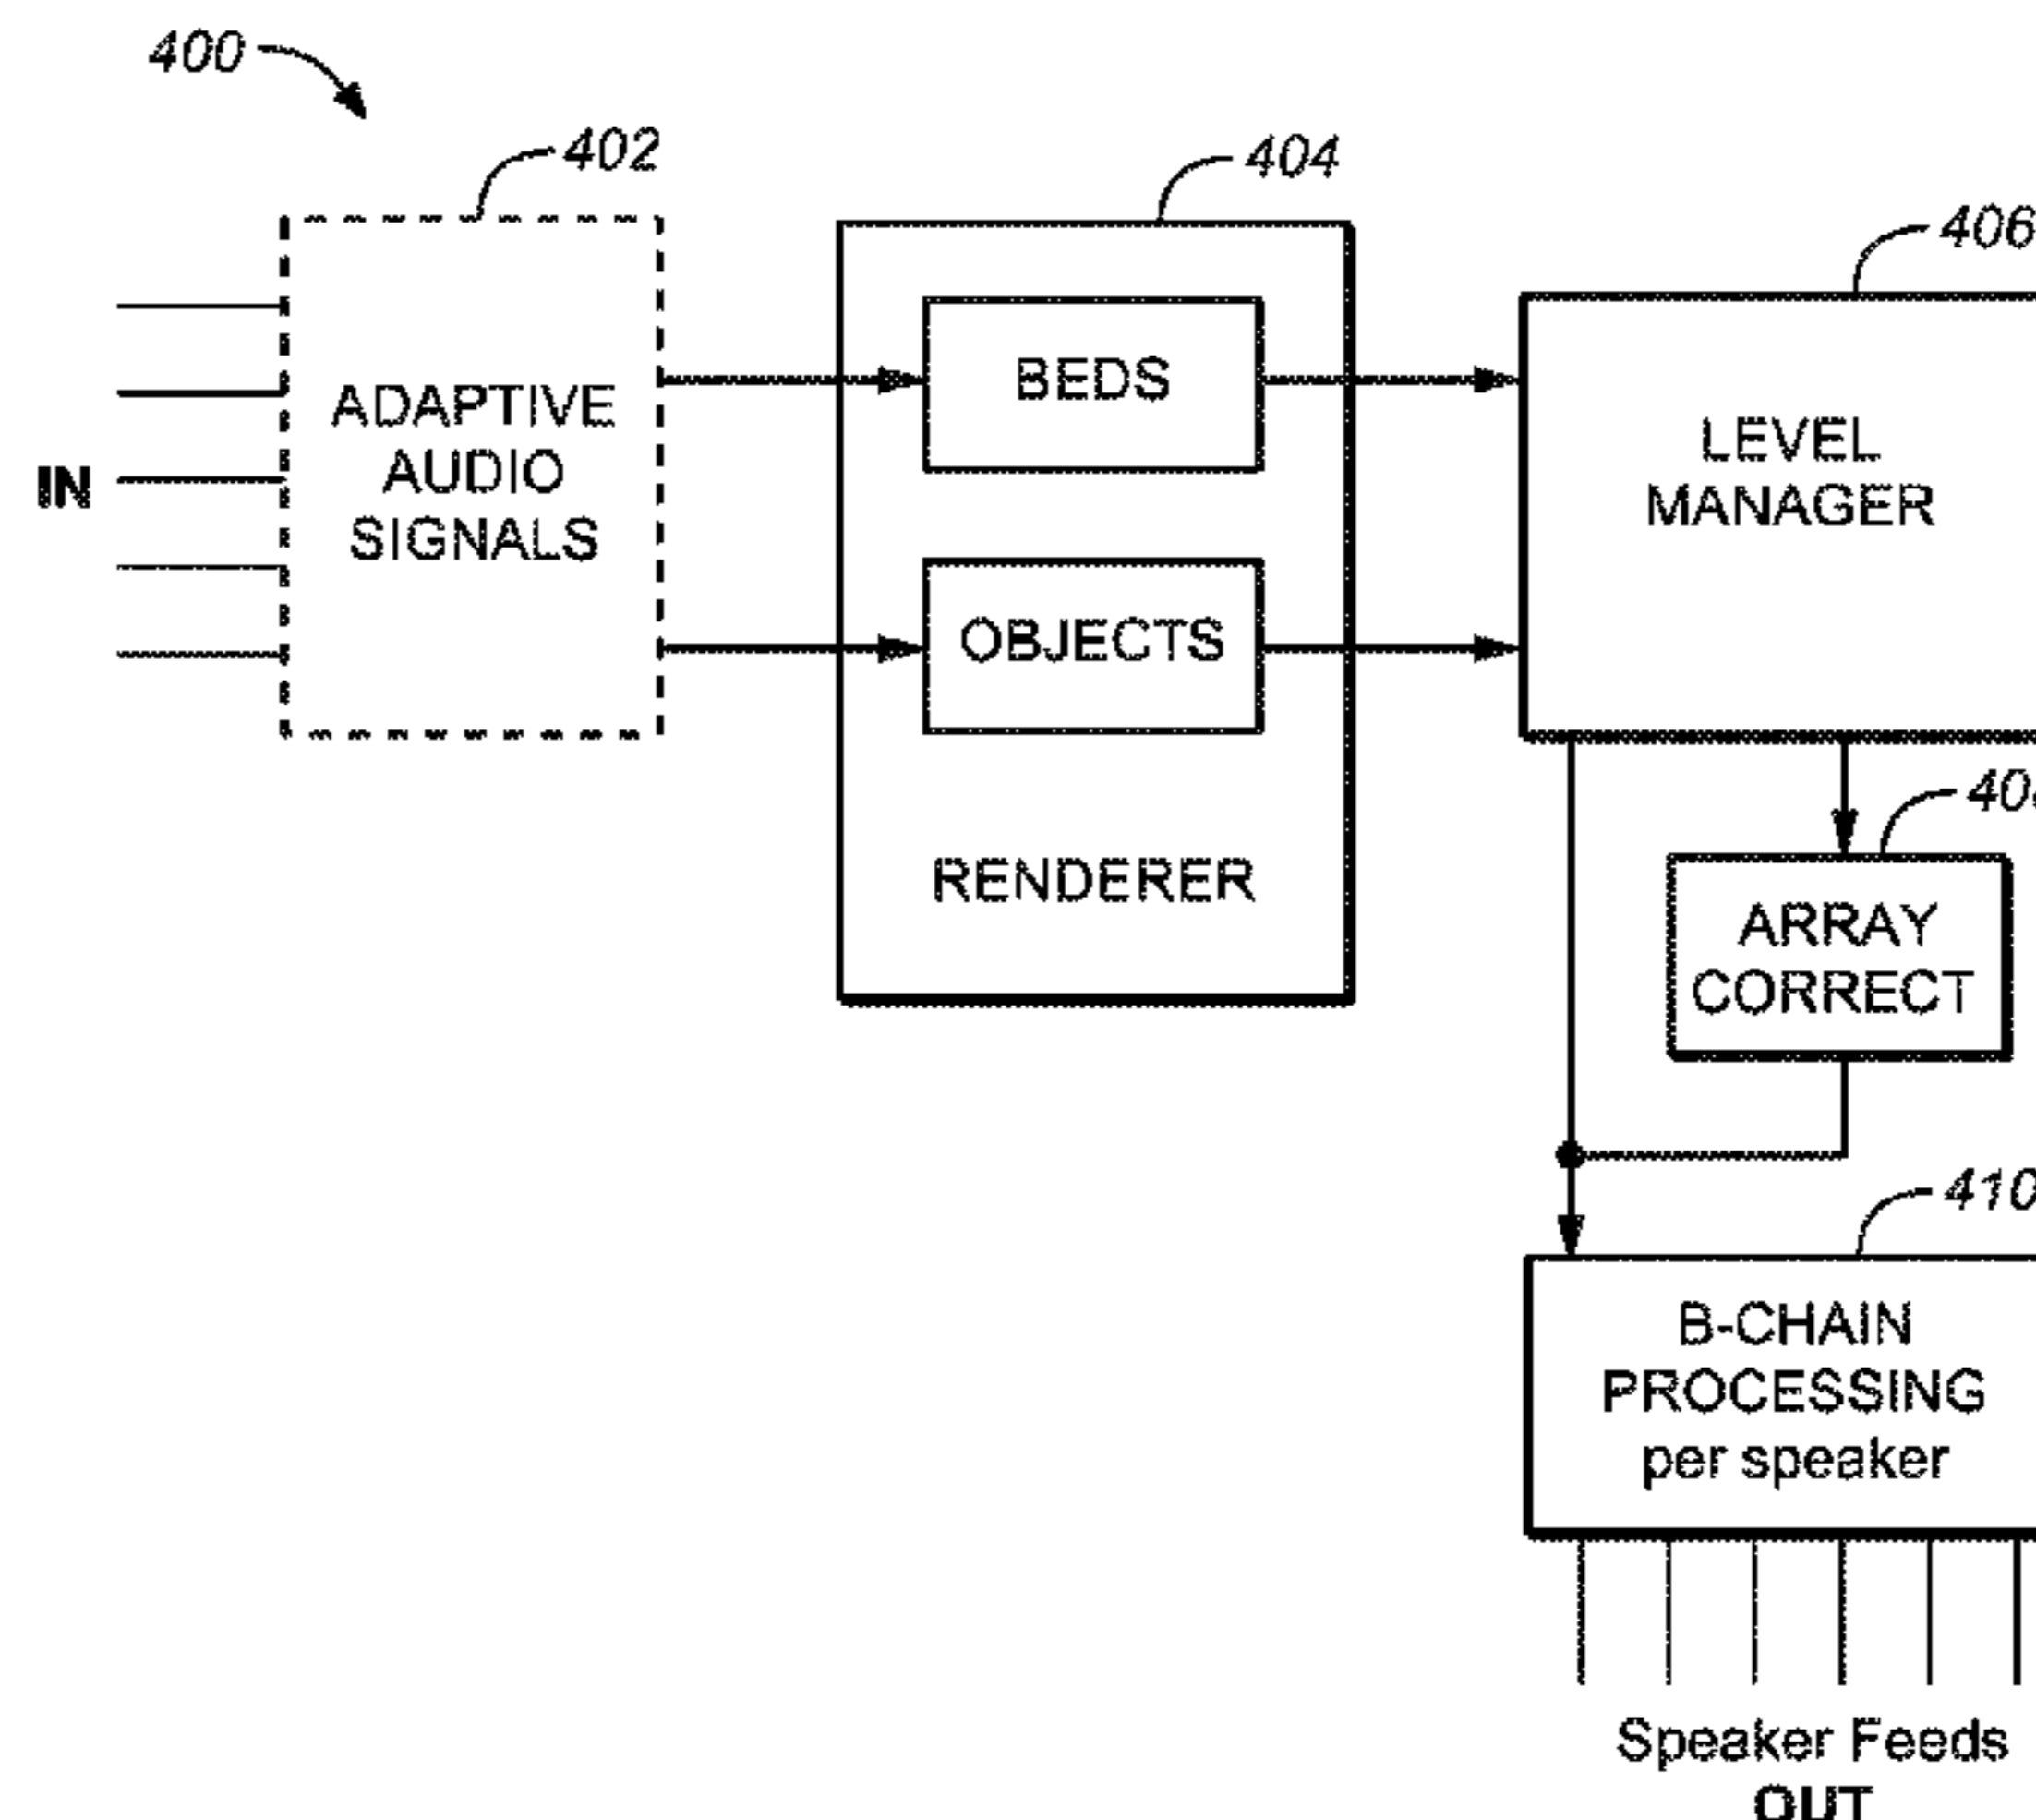 400
402
404
406
IN
ADAPTIVE
AUDIO
SIGNALS
BEDS
OBJECTS
RENDERER
LEVEL
MANAGER
ARRAY
CORRECT
410
B-CHAIN
PROCESSING
per speaker
Speaker Feeds
OUT